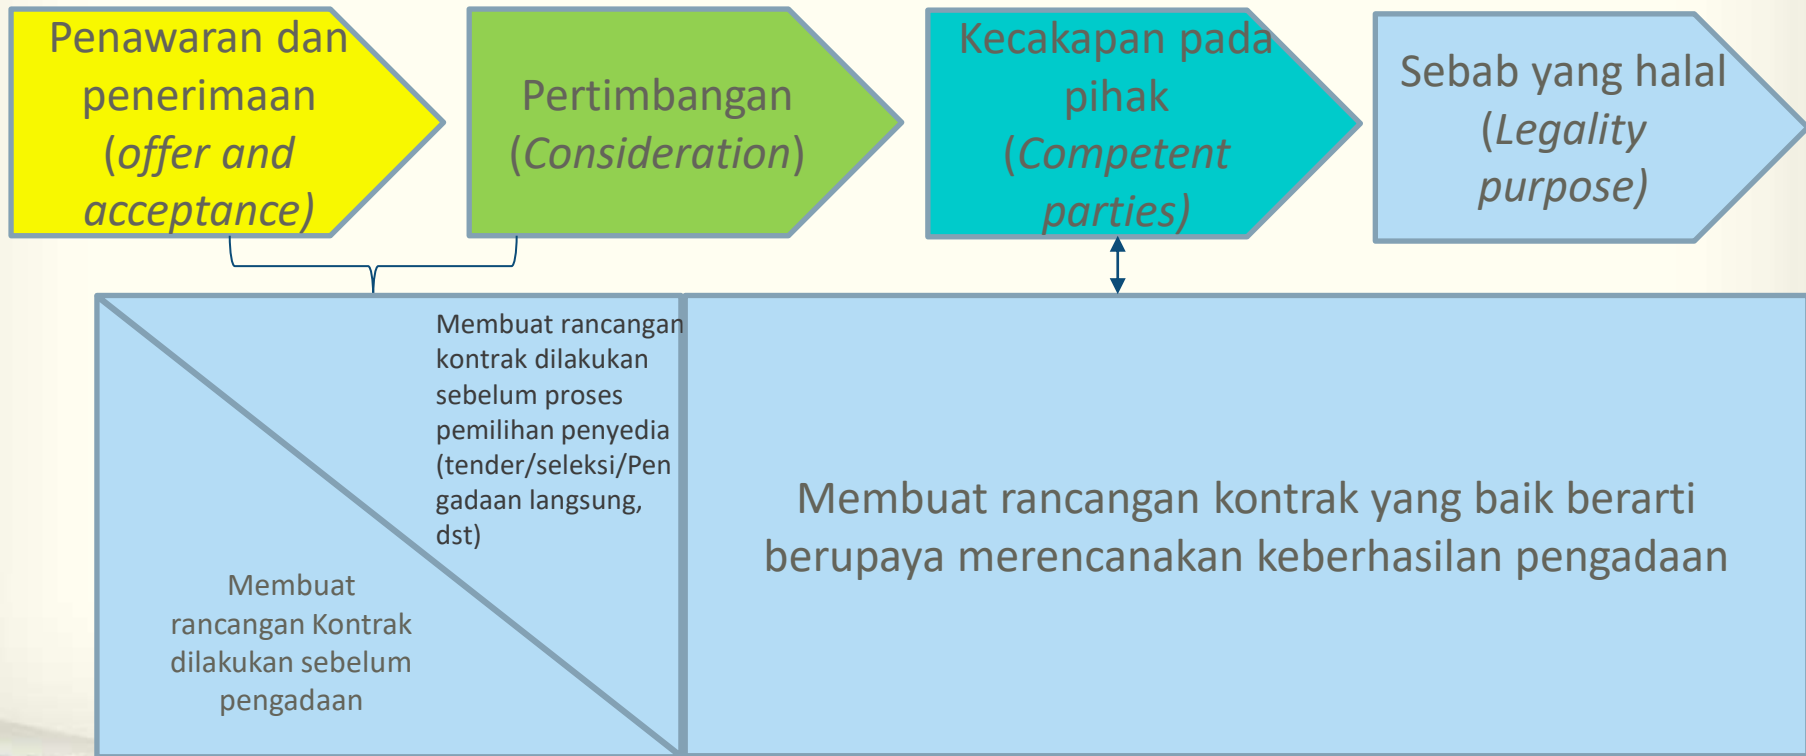 Penawaran dan
penerimaan
(offer and
acceptance)
Pertimbangan
(Consideration)
Kecakapan pada
pihak
(Competent
parties)
Sebab yang halal
(Legality
purpose)
Membuat rancangan
kontrak dilakukan
sebelum proses
pemilihan penyedia
(tender/seleksi/Pen
gadaan langsung,
dst)
Membuat
rancangan Kontrak
dilakukan sebelum
pengadaan
Membuat rancangan kontrak yang baik berarti
berupaya merencanakan keberhasilan pengadaan